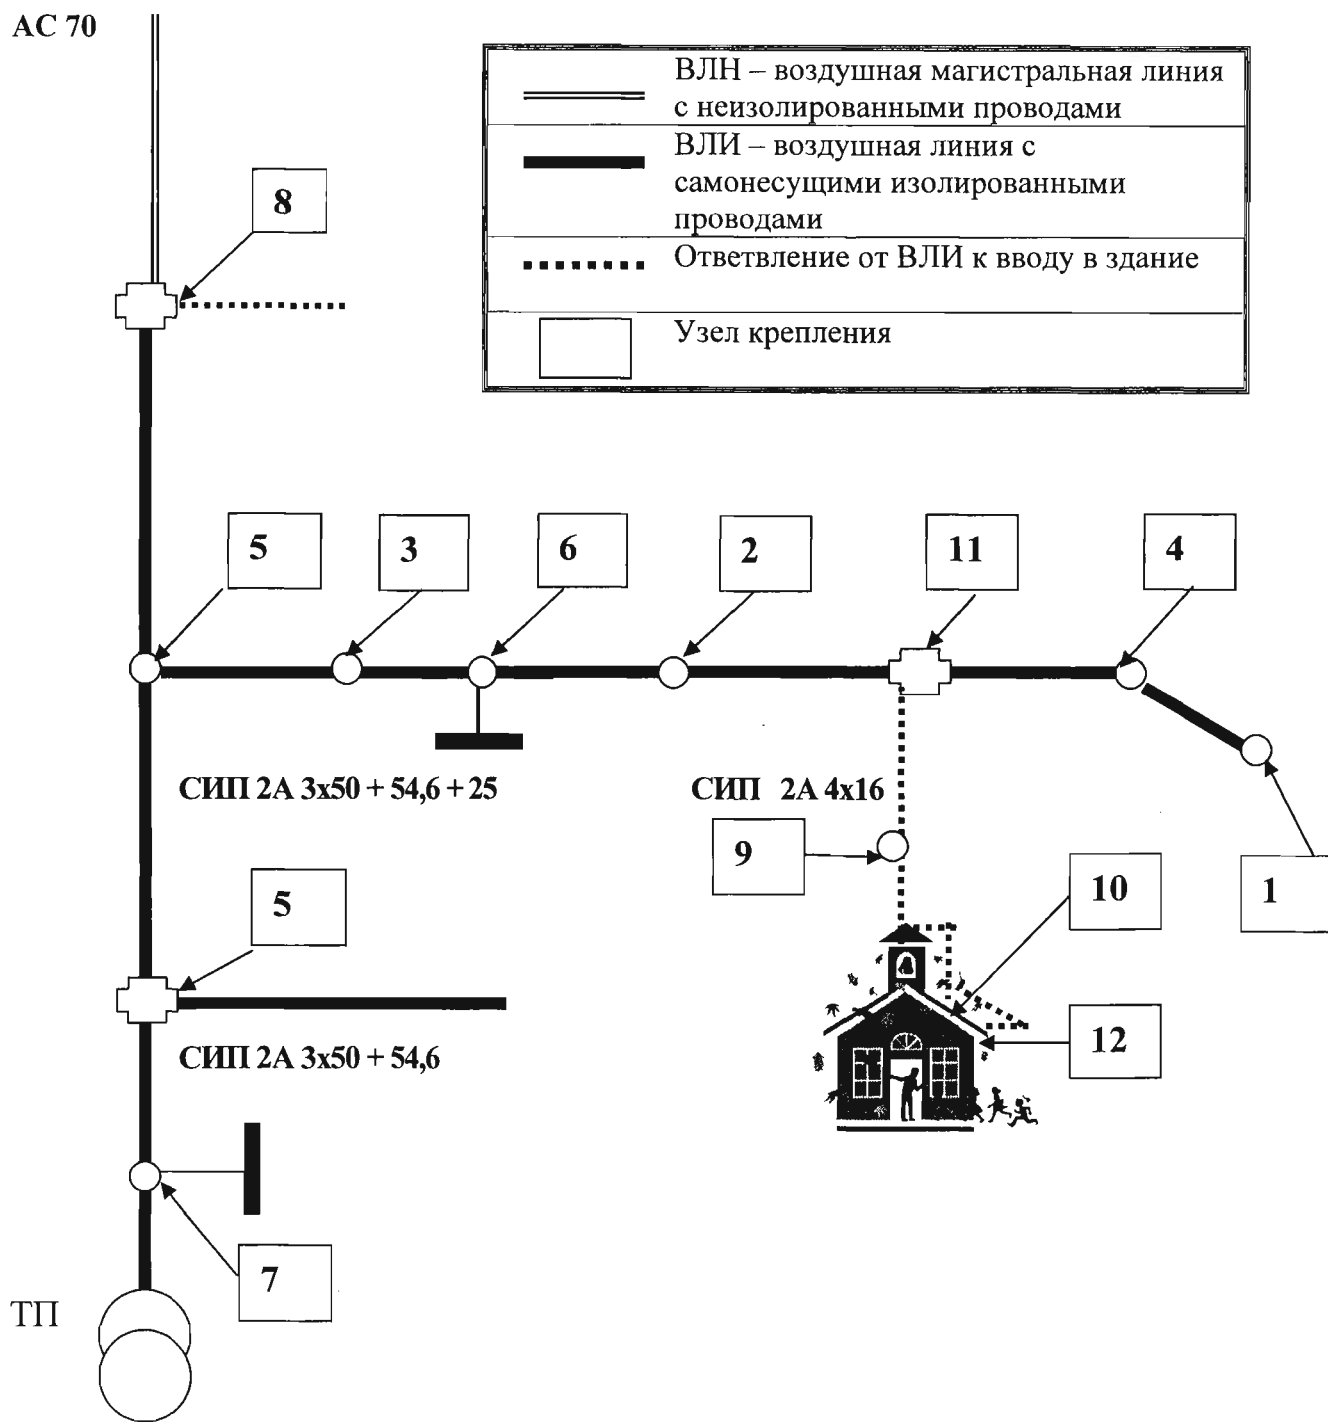 АС 70
ВЛН – воздушная магистральная линия
с неизолированными проводами
ВЛИ – воздушная линия с
самонесущими изолированными
проводами
Ответвление от ВЛИ к вводу в здание
Узел крепления
8
5
3
6
2
11
4
СИП 2А 3х50 + 54,6 + 25
СИП 2А 4х16
9
10
1
5
12
СИП 2А 3х50 + 54,6
7
ТП